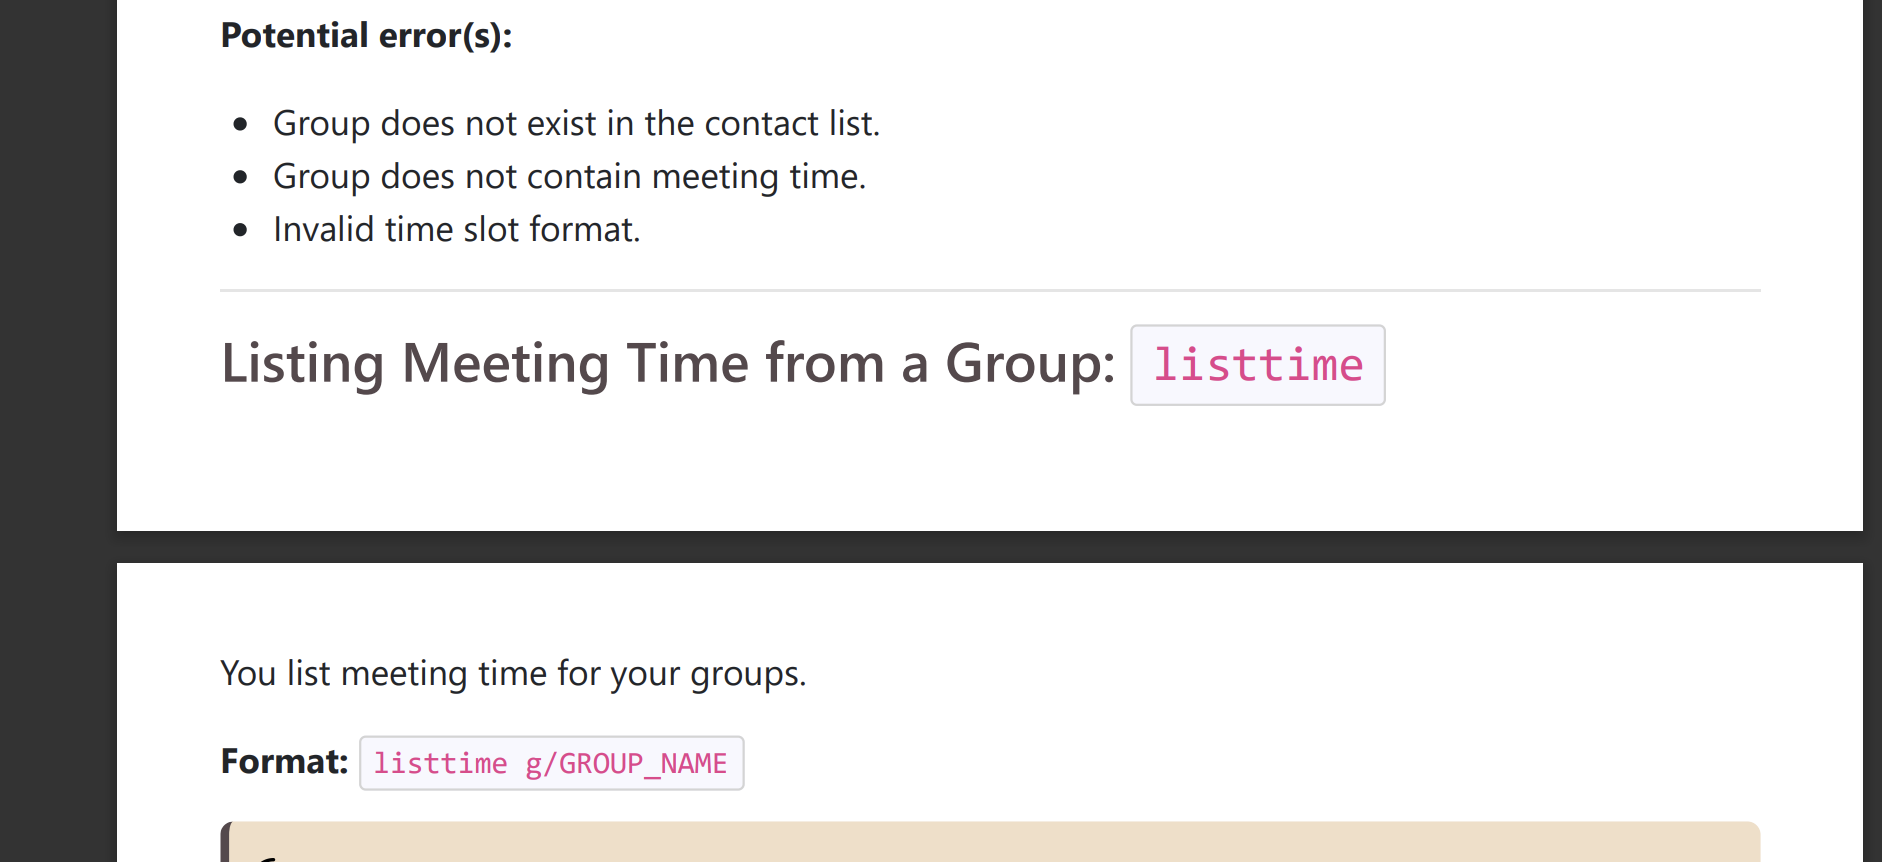 Potential error(s):
Group does not exist in the contact list.
Group does not contain meeting time.
Invalid time slot format.
Listing Meeting Time from a Group: listtime
You list meeting time for your groups.
Format: listtime g/GROUP_NAME